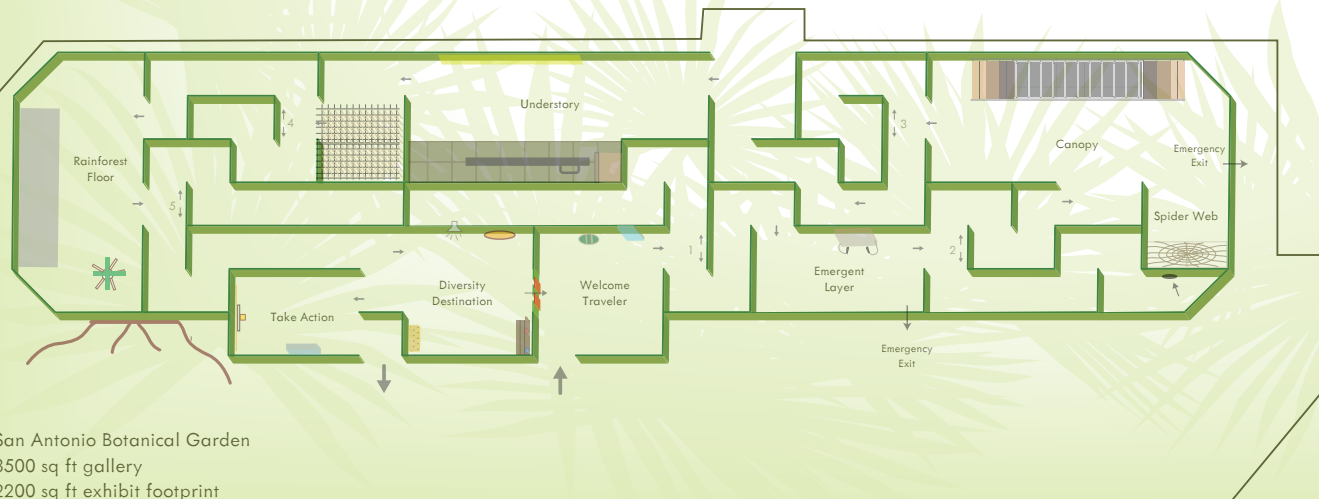 Understory
4
3
Rainforest
Floor
Canopy
Emergency
Exit
5
Spider Web
1
2
Diversity
Destination
Welcome
Traveler
Emergent
Layer
Take Action
Emergency
Exit
San Antonio Botanical Garden
3500 sq ft gallery
2200 sq ft exhibit footprint